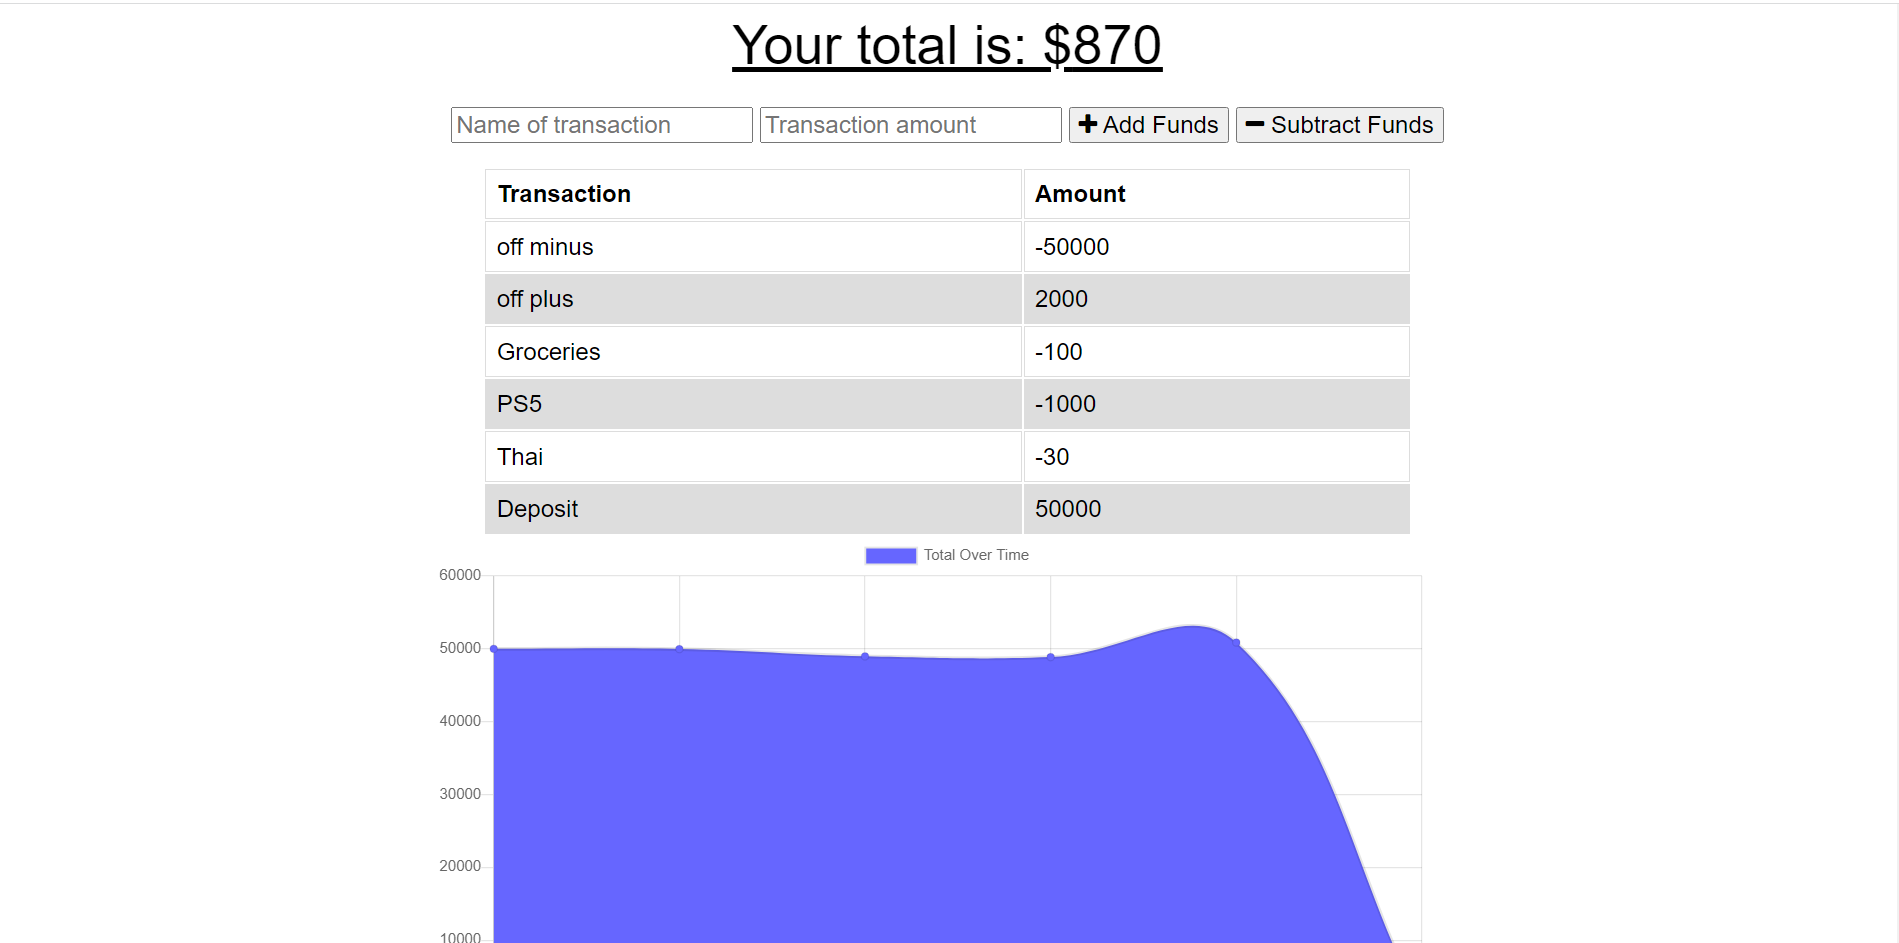 Your total is: $870
Name of transaction Transaction amount Add Funds Subtract Funds
Transaction Amount
off minus -50000
off plus 2000
Groceries -100
PS5 -1000
Thai -30
Deposit 50000
Total Over Time
60000
50000
40000
30000
20000
10000